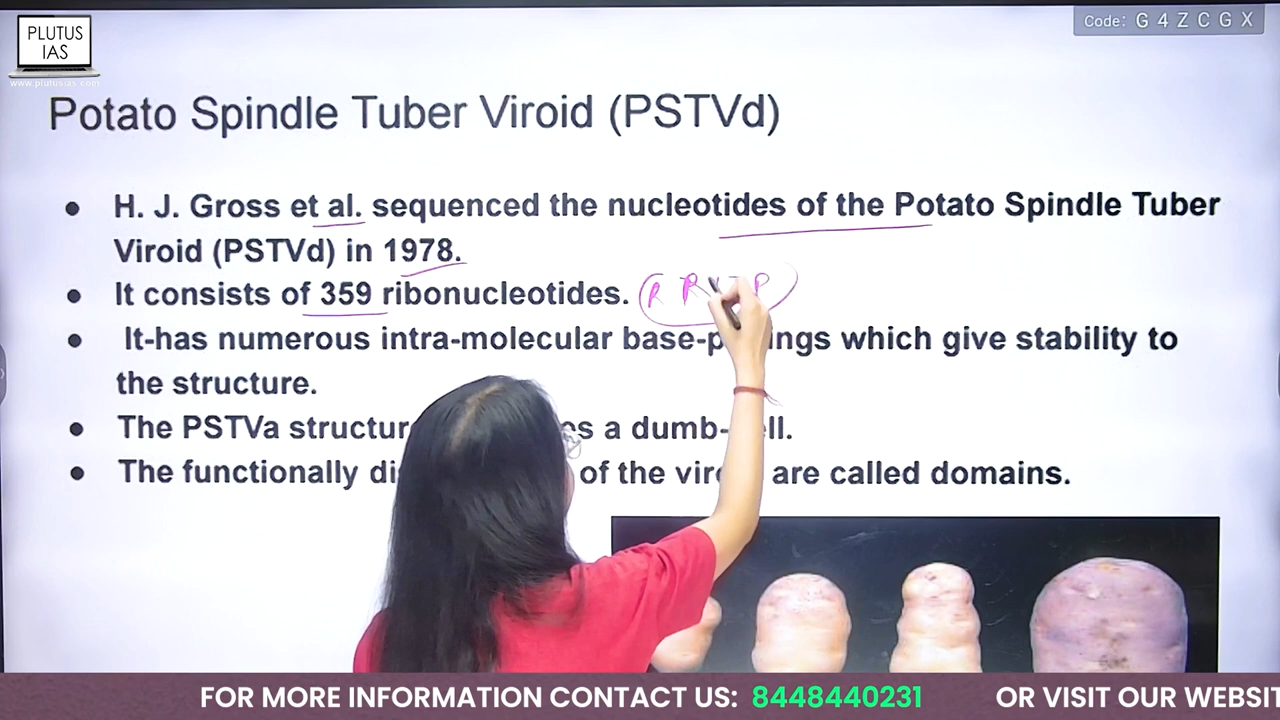 PLUTUS
IAS
www.plutusias.com
Code: G 4 Z C G X
Potato Spindle Tuber Viroid (PSTVd)
• H. J. Gross et al. sequenced the nucleotides of the Potato Spindle Tuber
Viroid (PSTVd) in 1978.
• It consists of 359 ribonucleotides. R R P
• It-has numerous intra-molecular base-p ings which give stability to
the structure.
• The PSTVa structur es a dumb- ll.
• The functionally di of the vir are called domains.
FOR MORE INFORMATION CONTACT US: 8448440231 OR VISIT OUR WEBSIT